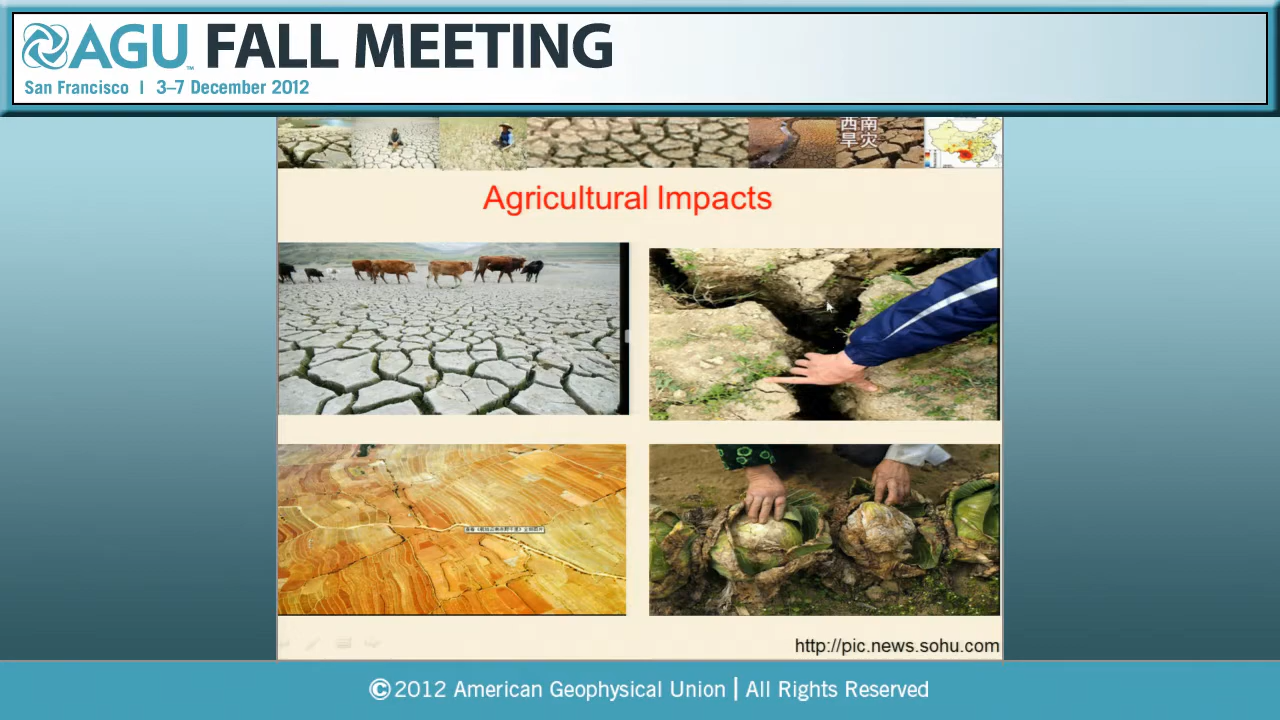 AGU™ FALL MEETING
San Francisco | 3–7 December 2012
西南
旱灾
Agricultural Impacts
http://pic.news.sohu.com
©2012 American Geophysical Union | All Rights Reserved